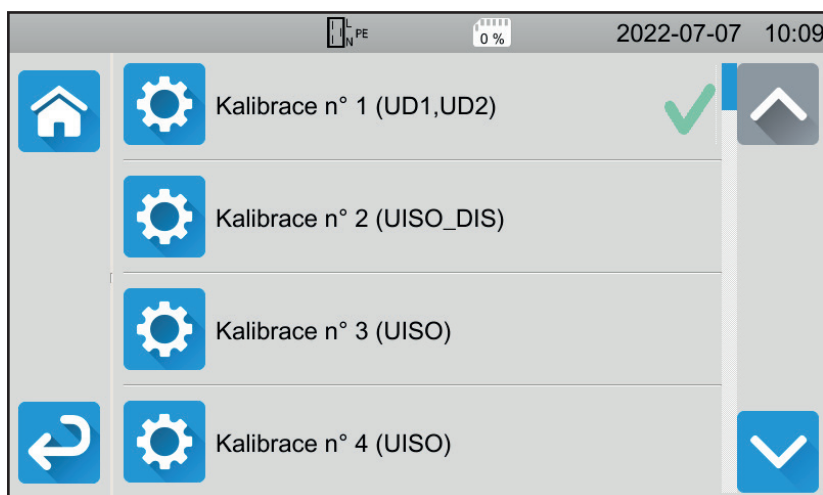 L
N PE 0 % 2022-07-07 10:09
Kalibrace n° 1 (UD1,UD2)
Kalibrace n° 2 (UISO_DIS)
Kalibrace n° 3 (UISO)
Kalibrace n° 4 (UISO)